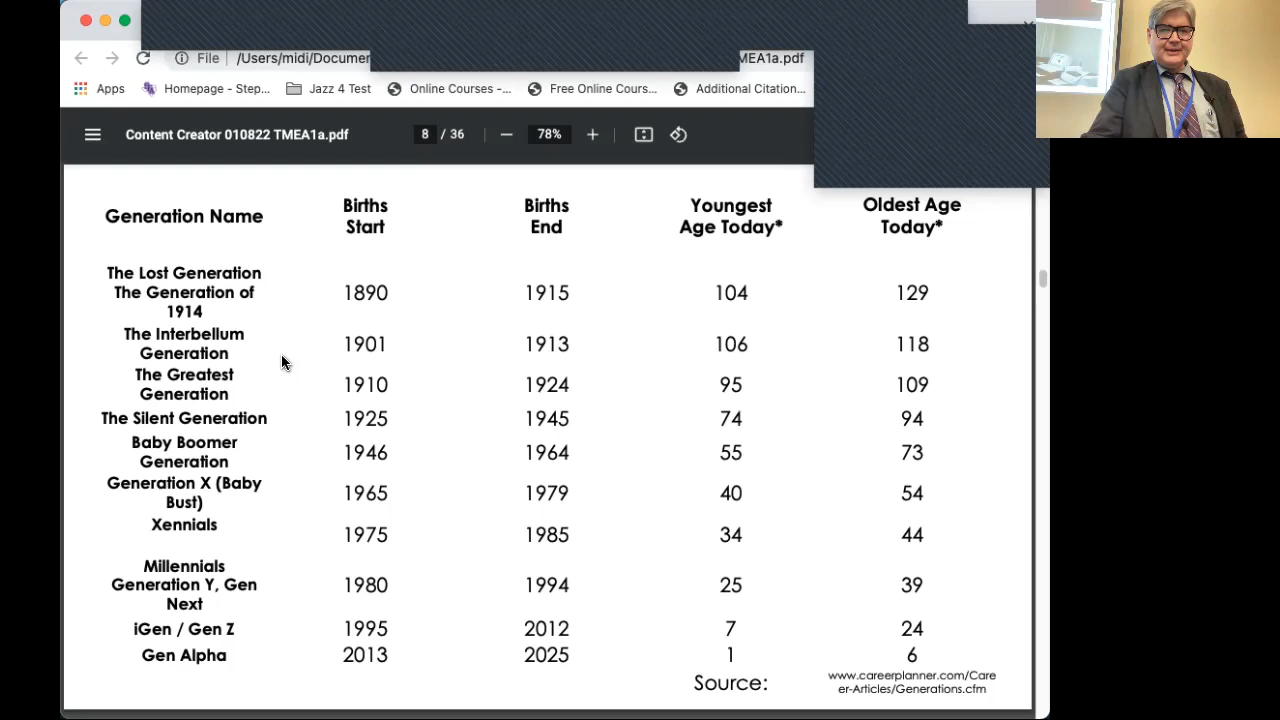 File /Users/midi/Documen MEA1a.pdf
Apps Homepage - Step... Jazz 4 Test Online Courses –... Free Online Cours... Additional Citation...
Content Creator 010822 TMEA1a.pdf 8 / 36 78%
Generation Name Births Start Births End Youngest Age Today* Oldest Age Today*
The Lost Generation
The Generation of
1914 1890 1915 104 129
The Interbellum
Generation 1901 1913 106 118
The Greatest
Generation 1910 1924 95 109
The Silent Generation 1925 1945 74 94
Baby Boomer
Generation 1946 1964 55 73
Generation X (Baby
Bust) 1965 1979 40 54
Xennials 1975 1985 34 44
Millennials
Generation Y, Gen
Next 1980 1994 25 39
iGen / Gen Z 1995 2012 7 24
Gen Alpha 2013 2025 1 6
Source: www.careerplanner.com/Care
er-Articles/Generations.cfm